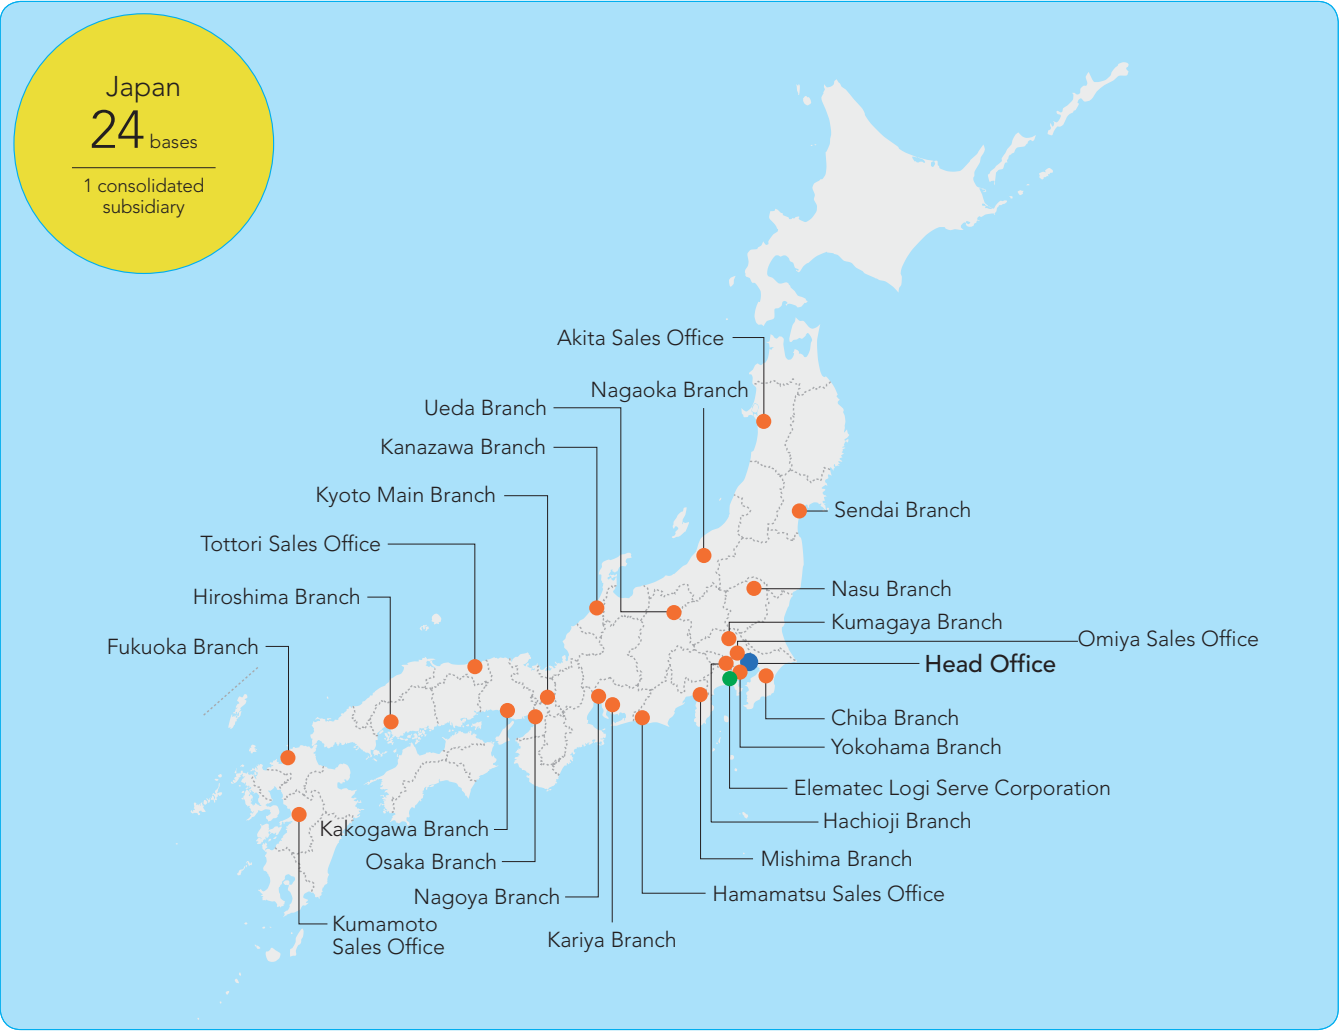 Japan
24 bases
1 consolidated
subsidiary
Akita Sales Office
Nagaoka Branch
Ueda Branch
Kanazawa Branch
Kyoto Main Branch
Sendai Branch
Tottori Sales Office
Nasu Branch
Hiroshima Branch
Kumagaya Branch
Omiya Sales Office
Fukuoka Branch
Head Office
Chiba Branch
Yokohama Branch
Elematec Logi Serve Corporation
Hachioji Branch
Kakogawa Branch
Mishima Branch
Osaka Branch
Hamamatsu Sales Office
Nagoya Branch
Kumamoto
Sales Office
Kariya Branch